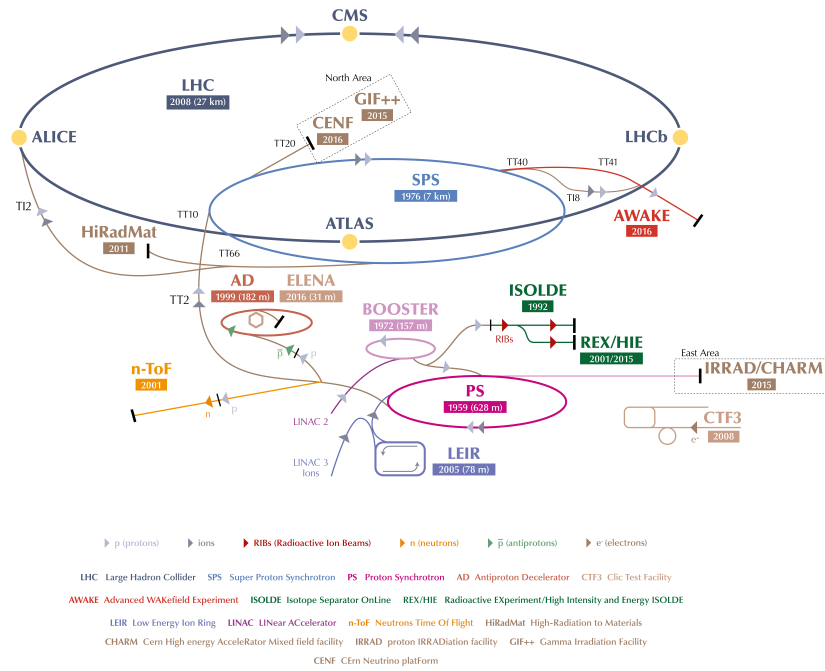 CMS
LHC
2008 (27 km)
North Area
GIF++
2015
CENF
2016
TT20
ALICE
LHCb
TT40
TT41
SPS
1976 (7 km)
TI8
TI2
TT10
ATLAS
AWAKE
2016
HiRadMat
2011
TT66
AD
1999 (182 m)
ELENA
2016 (31 m)
TT2
BOOSTER
1972 (157 m)
ISOLDE
1992
RIBs
REX/HIE
2001/2015
p̅
p
East Area
n-ToF
2001
IRRAD/CHARM
2015
PS
1959 (628 m)
n
p
LINAC 2
CTF3
2008
e-
LINAC 3
Ions
LEIR
2005 (78 m)
p (protons) ions RIBs (Radioactive Ion Beams) n (neutrons) p̅ (antiprotons) e- (electrons)
LHC Large Hadron Collider SPS Super Proton Synchrotron PS Proton Synchrotron AD Antiproton Decelerator CTF3 Clic Test Facility
AWAKE Advanced WAKefield Experiment ISOLDE Isotope Separator OnLine REX/HIE Radioactive EXperiment/High Intensity and Energy ISOLDE
LEIR Low Energy Ion Ring LINAC LINear ACcelerator n-ToF Neutrons Time Of Flight HiRadMat High-Radiation to Materials
CHARM Cern High energy AcceleRator Mixed field facility IRRAD proton IRRADiation facility GIF++ Gamma Irradiation Facility
CENF CErn Neutrino platForm